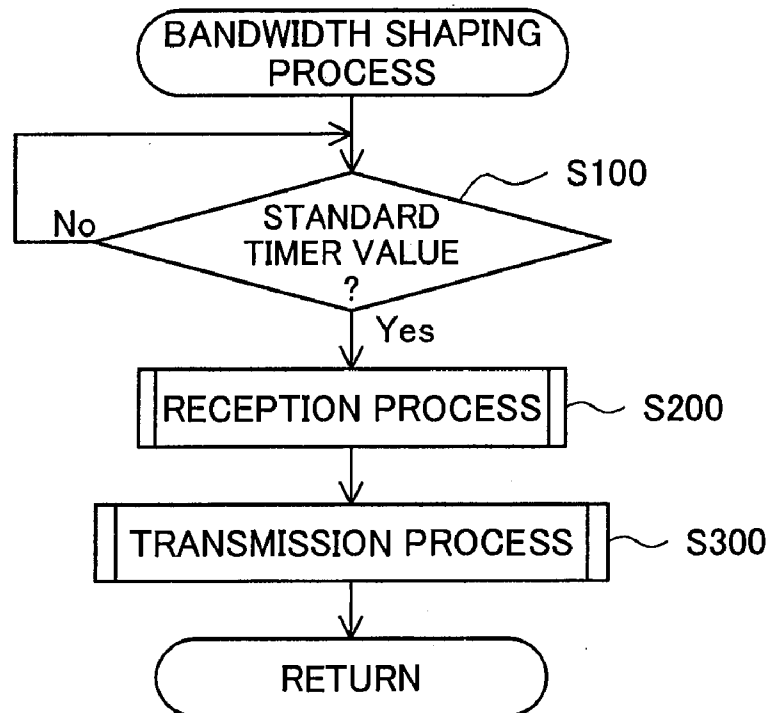 BANDWIDTH SHAPING
PROCESS
S100
No
STANDARD
TIMER VALUE
?
Yes
RECEPTION PROCESS
S200
TRANSMISSION PROCESS
S300
RETURN